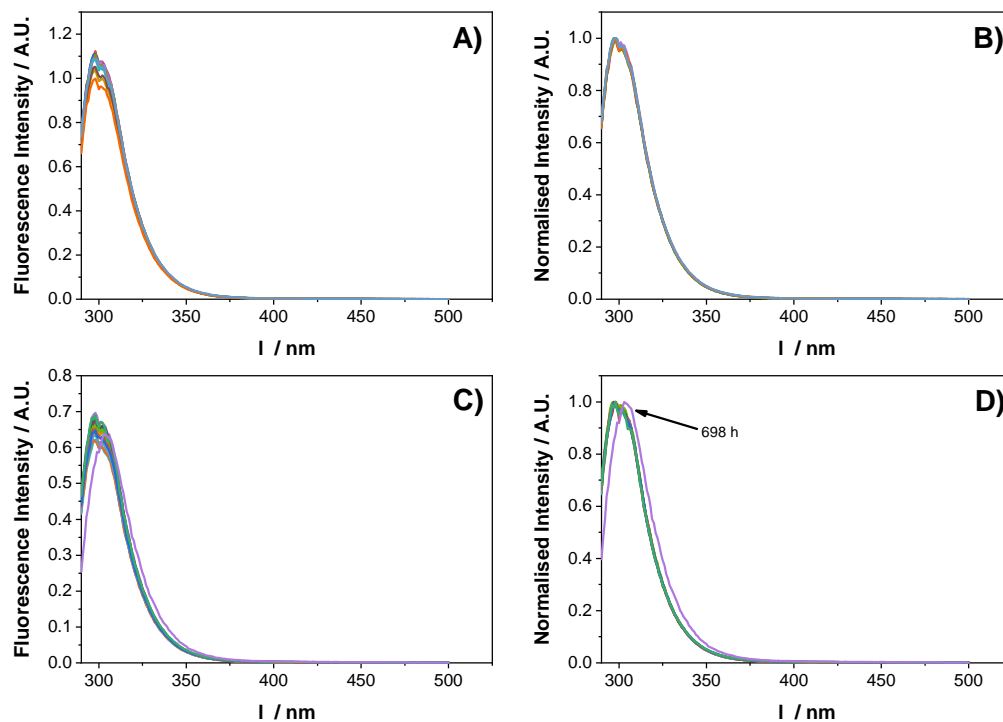 A)
Fluorescence Intensity / A.U.
1.2
1.0
0.8
0.6
0.4
0.2
0.0
300 350 400 450 500
l / nm
B)
Normalised Intensity / A.U.
1.0
0.8
0.6
0.4
0.2
0.0
300 350 400 450 500
l / nm
C)
Fluorescence Intensity / A.U.
0.8
0.7
0.6
0.5
0.4
0.3
0.2
0.1
0.0
300 350 400 450 500
l / nm
D)
Normalised Intensity / A.U.
1.0
0.8
0.6
0.4
0.2
0.0
698 h
300 350 400 450 500
l / nm